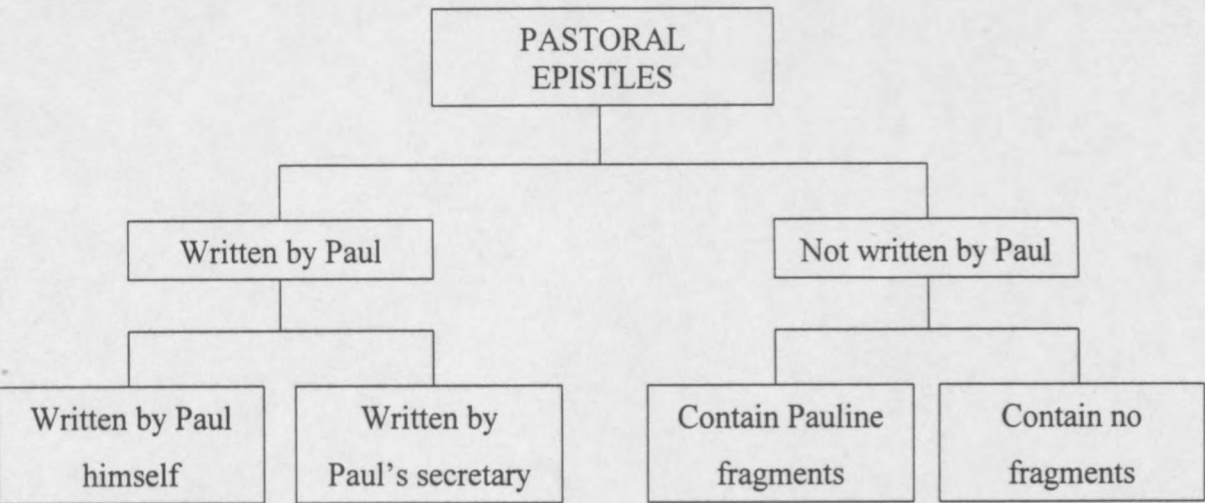 PASTORAL
EPISTLES
Written by Paul
Not written by Paul
Written by Paul
himself
Written by
Paul's secretary
Contain Pauline
fragments
Contain no
fragments